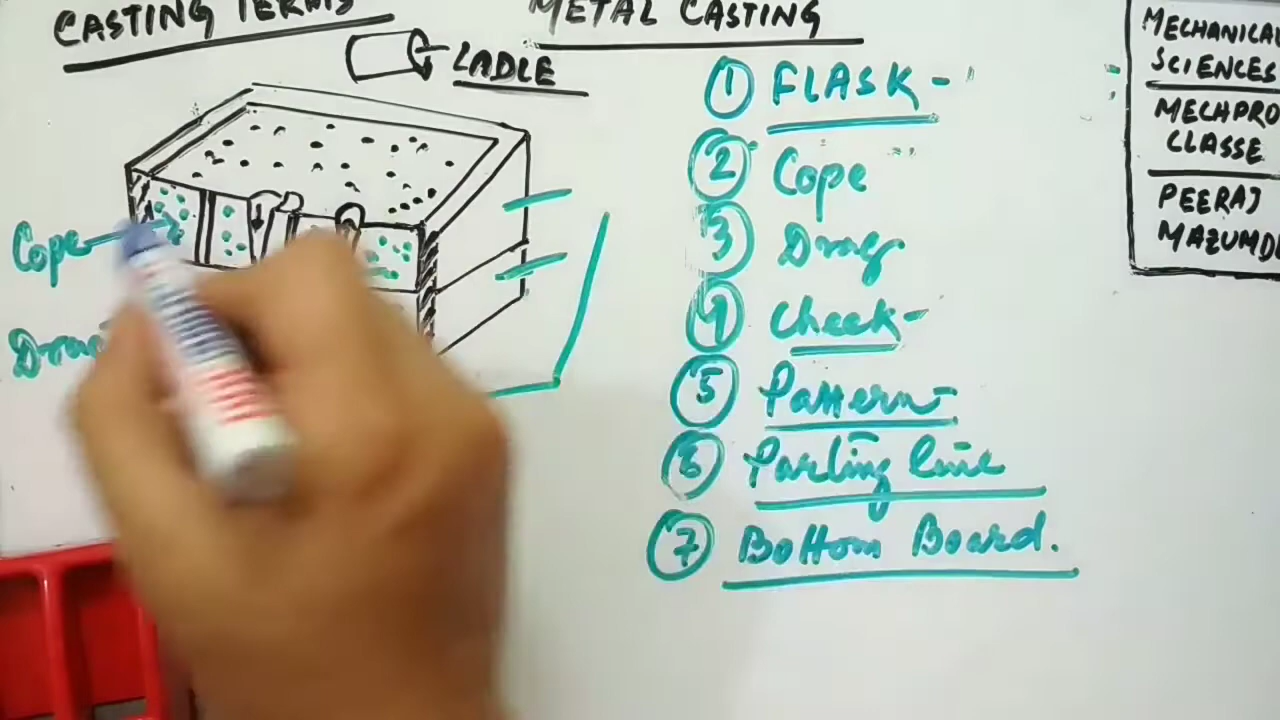 CASTING TERMS
METAL CASTING
LADLE
① FLASK-
② Cope
③ Drag
④ Cheek-
⑤ Pattern-
⑥ Parting line
⑦ Bottom Board.
Cope
MECHANICAL
SCIENCES
MECHPRO
CLASSE
PEERAJ